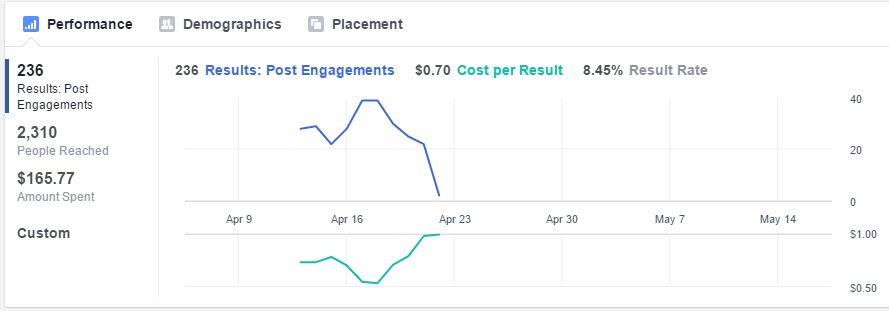 Performance Demographics Placement
236
Results: Post
Engagements
2,310
People Reached
$165.77
Amount Spent
Custom
236 Results: Post Engagements $0.70 Cost per Result 8.45% Result Rate
40
20
0
Apr 9 Apr 16 Apr 23 Apr 30 May 7 May 14
$1.00
$0.50